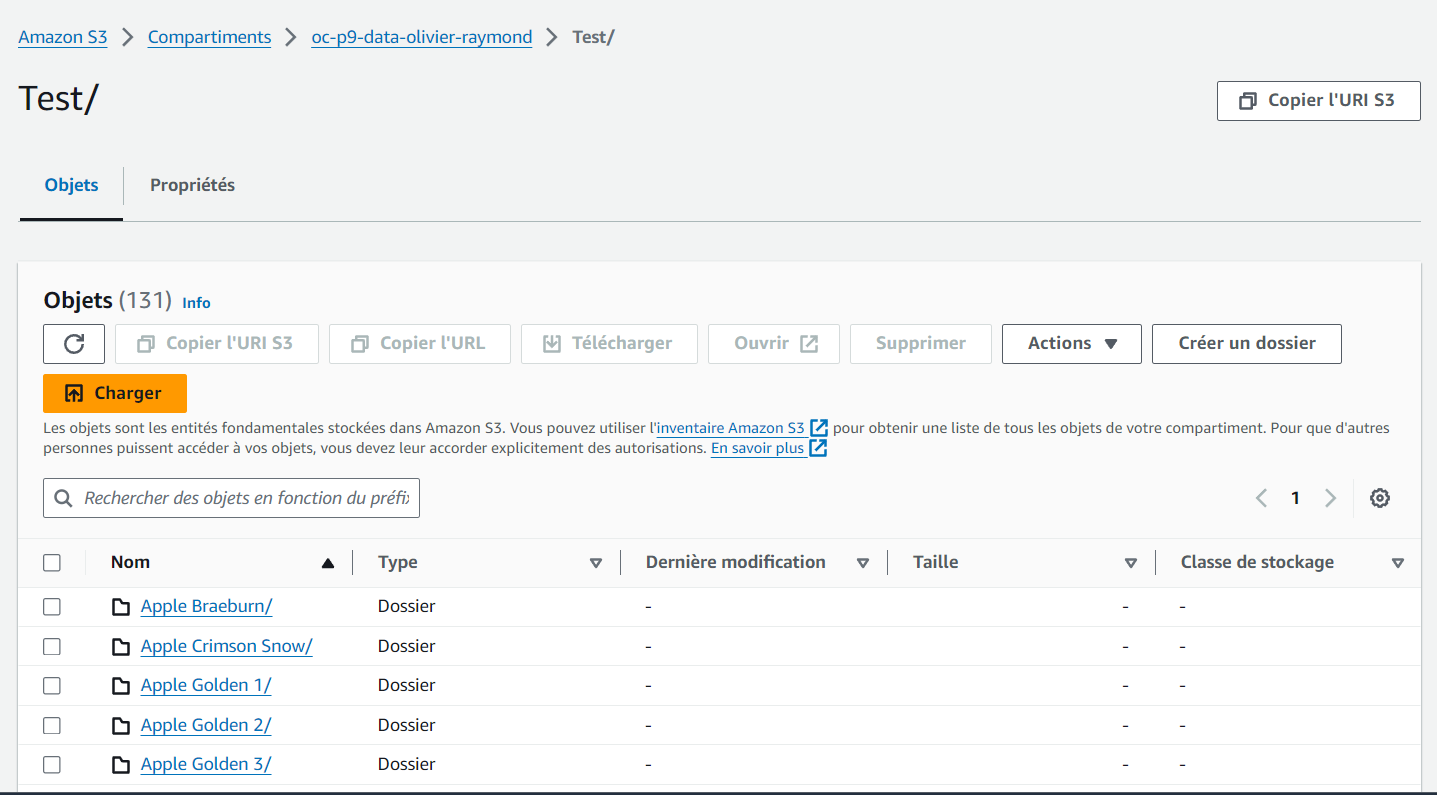 Amazon S3 > Compartiments > oc-p9-data-olivier-raymond > Test/
Test/
Copier l'URI S3
Objets
Propriétés
Objets (131) Info
Copier l'URI S3
Copier l'URL
Télécharger
Ouvrir
Supprimer
Actions
Créer un dossier
Charger
Les objets sont les entités fondamentales stockées dans Amazon S3. Vous pouvez utiliser l'inventaire Amazon S3 pour obtenir une liste de tous les objets de votre compartiment. Pour que d'autres
personnes puissent accéder à vos objets, vous devez leur accorder explicitement des autorisations. En savoir plus
Rechercher des objets en fonction du préfi
1
Nom Type Dernière modification Taille Classe de stockage
Apple Braeburn/ Dossier - - -
Apple Crimson Snow/ Dossier - - -
Apple Golden 1/ Dossier - - -
Apple Golden 2/ Dossier - - -
Apple Golden 3/ Dossier - - -